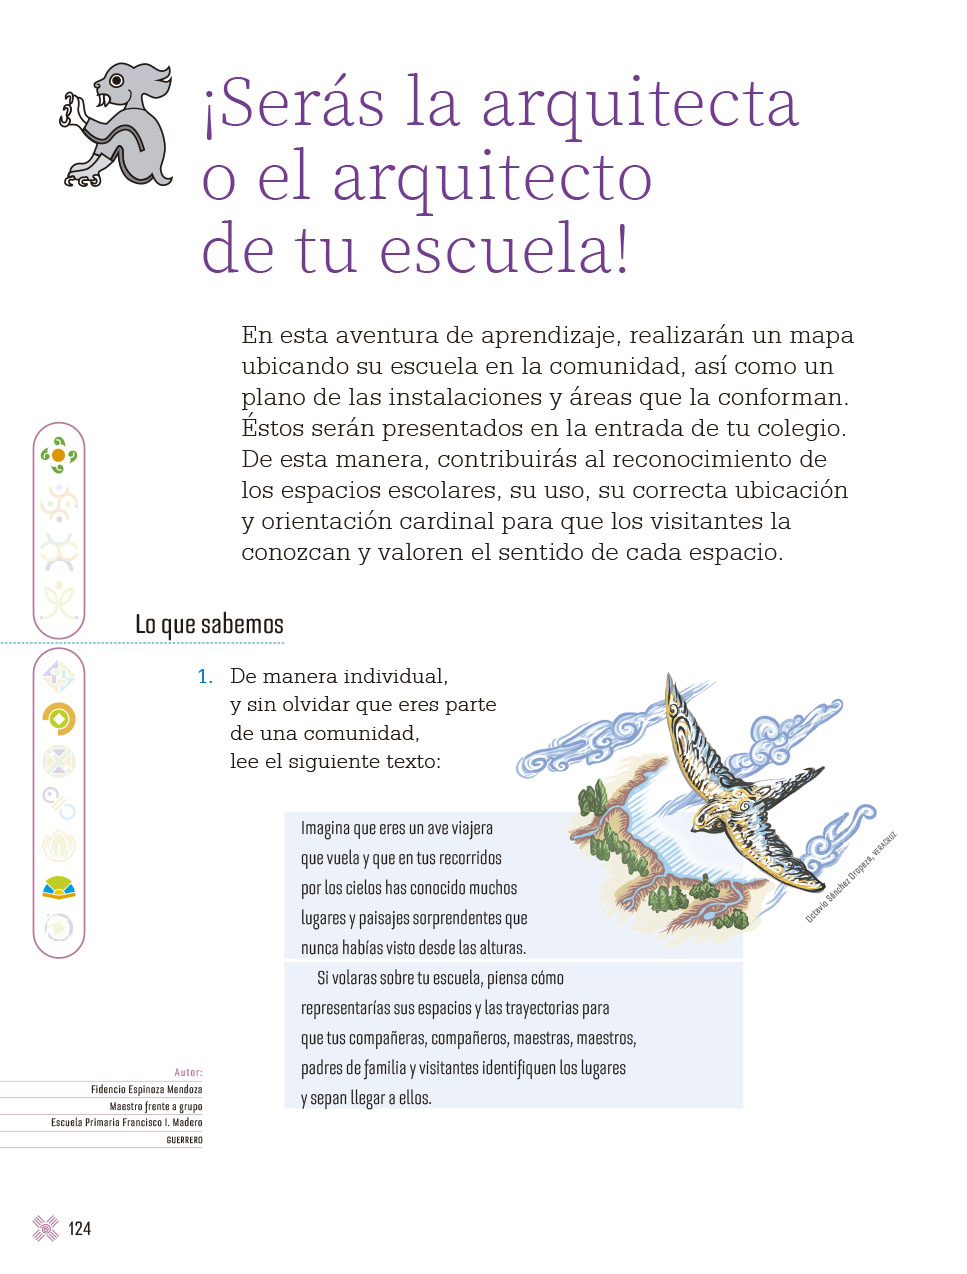 ¡Serás la arquitecta
o el arquitecto
de tu escuela!
En esta aventura de aprendizaje, realizarán un mapa
ubicando su escuela en la comunidad, así como un
plano de las instalaciones y áreas que la conforman.
Éstos serán presentados en la entrada de tu colegio.
De esta manera, contribuirás al reconocimiento de
los espacios escolares, su uso, su correcta ubicación
y orientación cardinal para que los visitantes la
conozcan y valoren el sentido de cada espacio.
Lo que sabemos
1. De manera individual,
y sin olvidar que eres parte
de una comunidad,
lee el siguiente texto:
Imagina que eres un ave viajera
que vuela y que en tus recorridos
por los cielos has conocido muchos
lugares y paisajes sorprendentes que
nunca habías visto desde las alturas.
Si volaras sobre tu escuela, piensa cómo
representarías sus espacios y las trayectorias para
que tus compañeras, compañeros, maestras, maestros,
padres de familia y visitantes identifiquen los lugares
y sepan llegar a ellos.
Octavio Sánchez Oropeza, VERACRUZ
Autor:
Fidencio Espinoza Mendoza
Maestro frente a grupo
Escuela Primaria Francisco I. Madero
GUERRERO
124